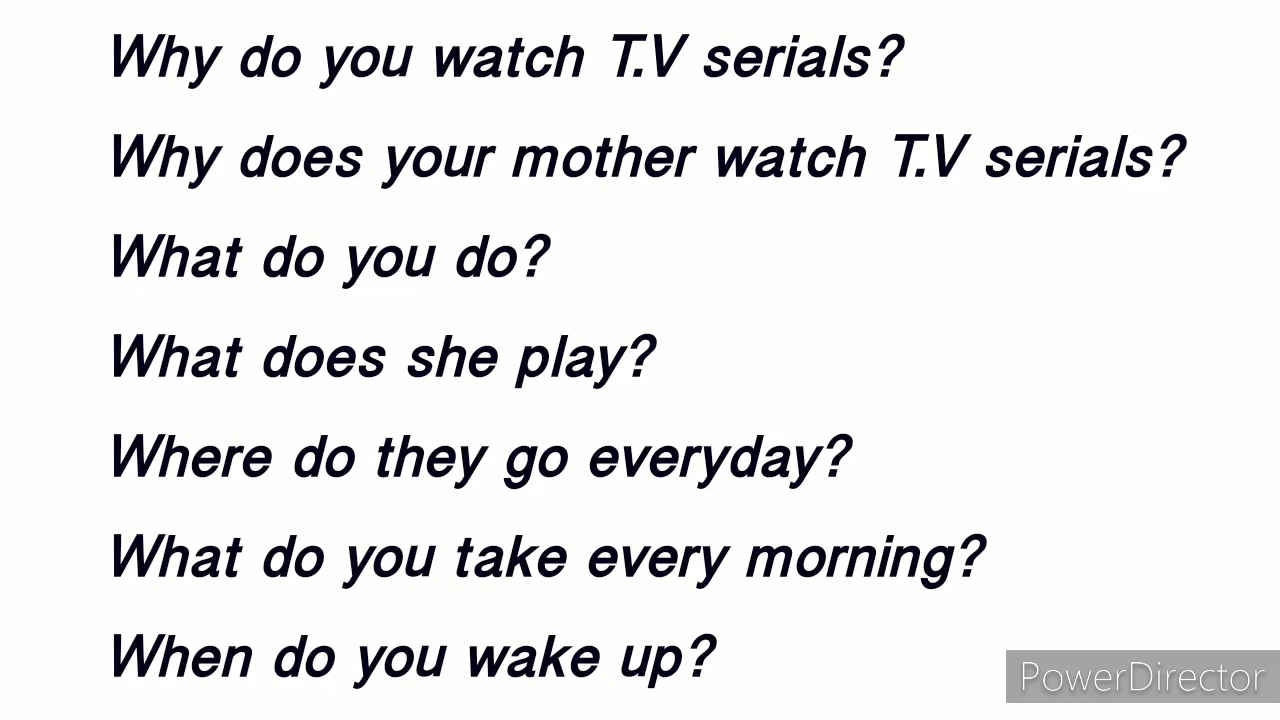 Why do you watch T.V serials?
Why does your mother watch T.V serials?
What do you do?
What does she play?
Where do they go everyday?
What do you take every morning?
When do you wake up?
PowerDirector